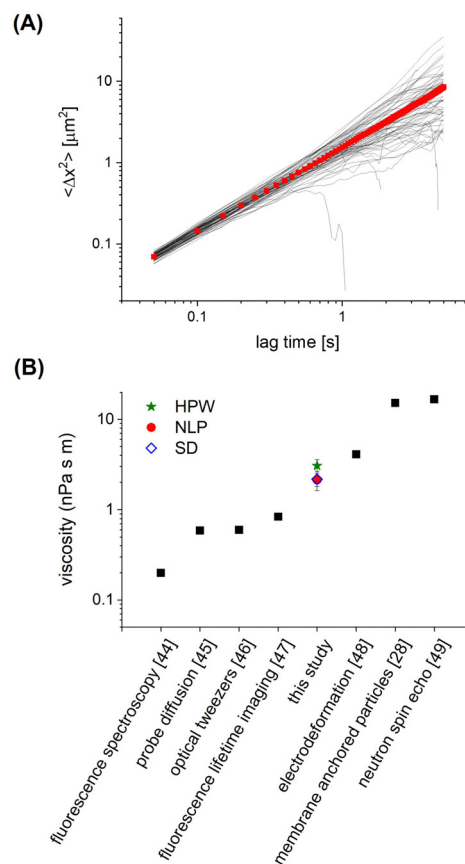 (A)
<Δx²> [μm²]
10
1
0.1
0.1
1
lag time [s]
(B)
HPW
NLP
SD
viscosity (nPa s m)
10
1
0.1
fluorescence spectroscopy [44]
probe diffusion [45]
optical tweezers [46]
fluorescence lifetime imaging [47]
this study
electrodeformation [48]
membrane anchored particles [28]
neutron spin echo [49]